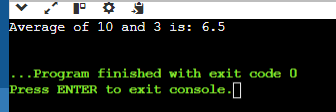 Average of 10 and 3 is: 6.5
...Program finished with exit code 0
Press ENTER to exit console.